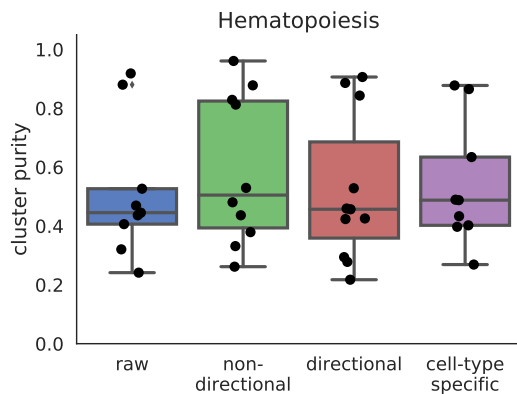 Hematopoiesis
cluster purity
1.0
0.8
0.6
0.4
0.2
0.0
raw
non-
directional
directional
cell-type
specific